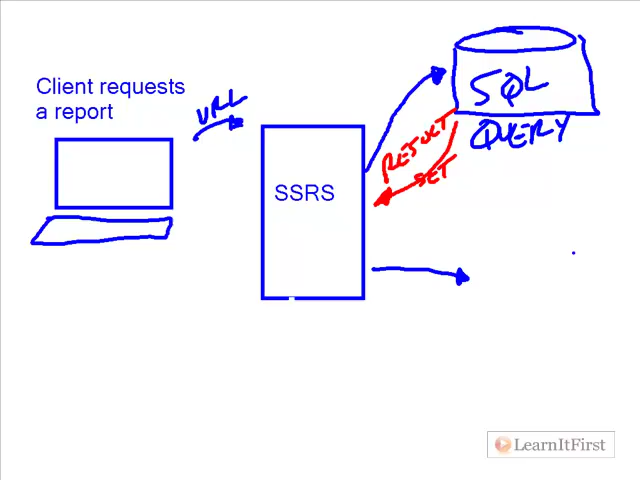 Client requests
a report
URL
SSRS
SQL
QUERY
RESULT
SET
LearnItFirst